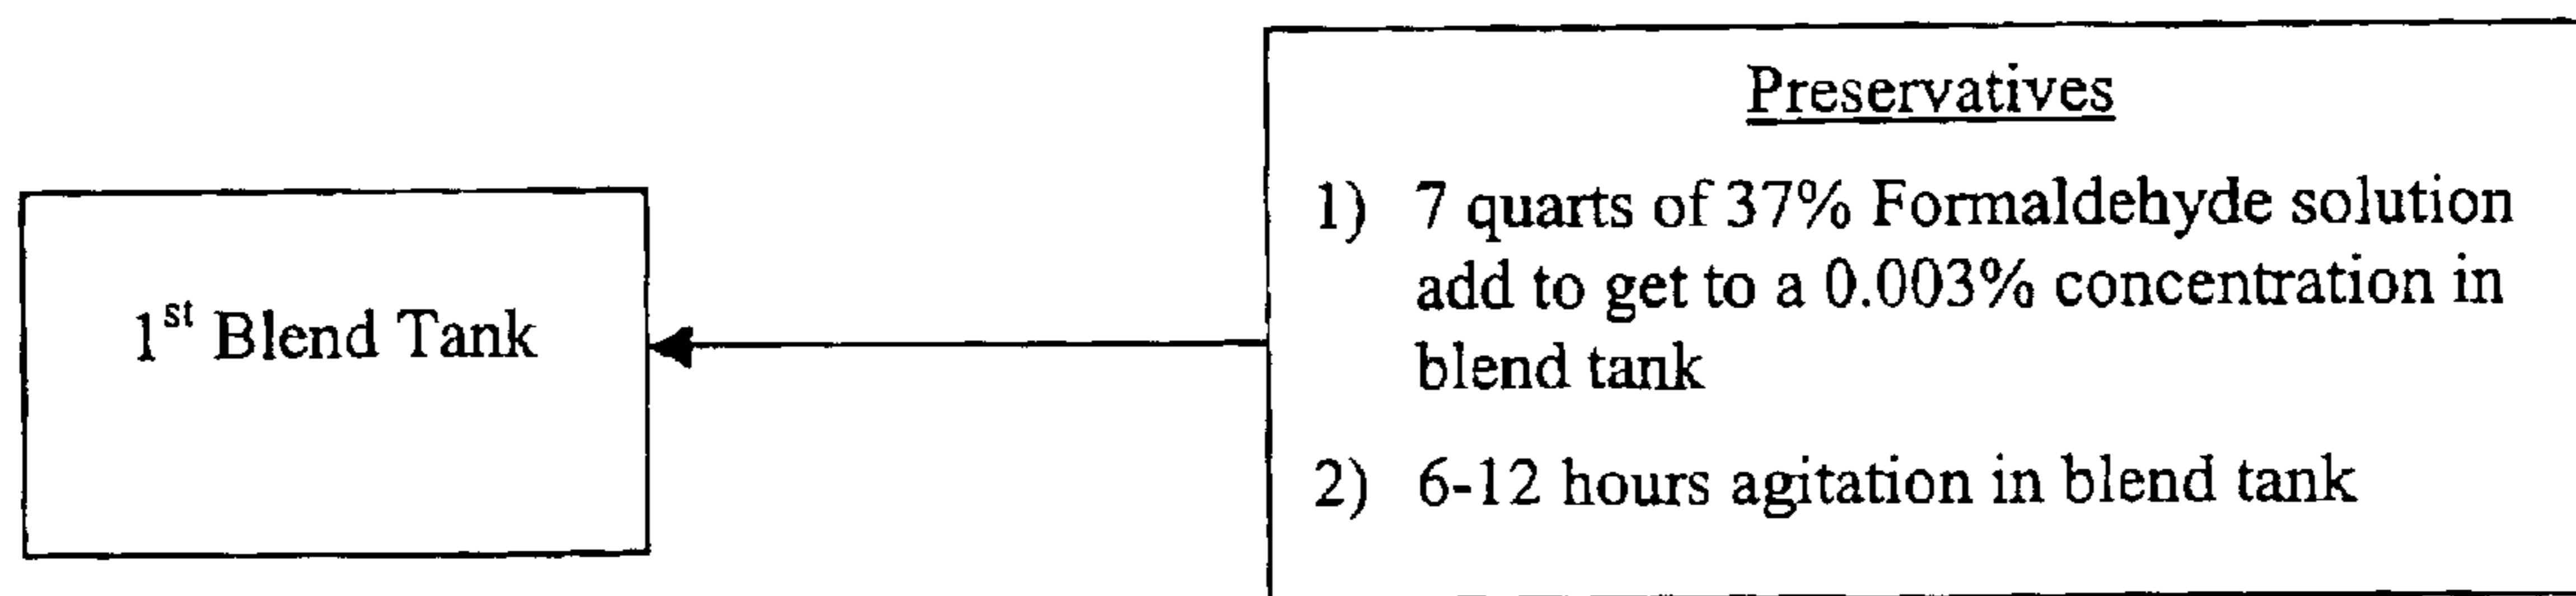 Preservatives
1) 7 quarts of 37% Formaldehyde solution
add to get to a 0.003% concentration in
blend tank
1st Blend Tank
2) 6-12 hours agitation in blend tank